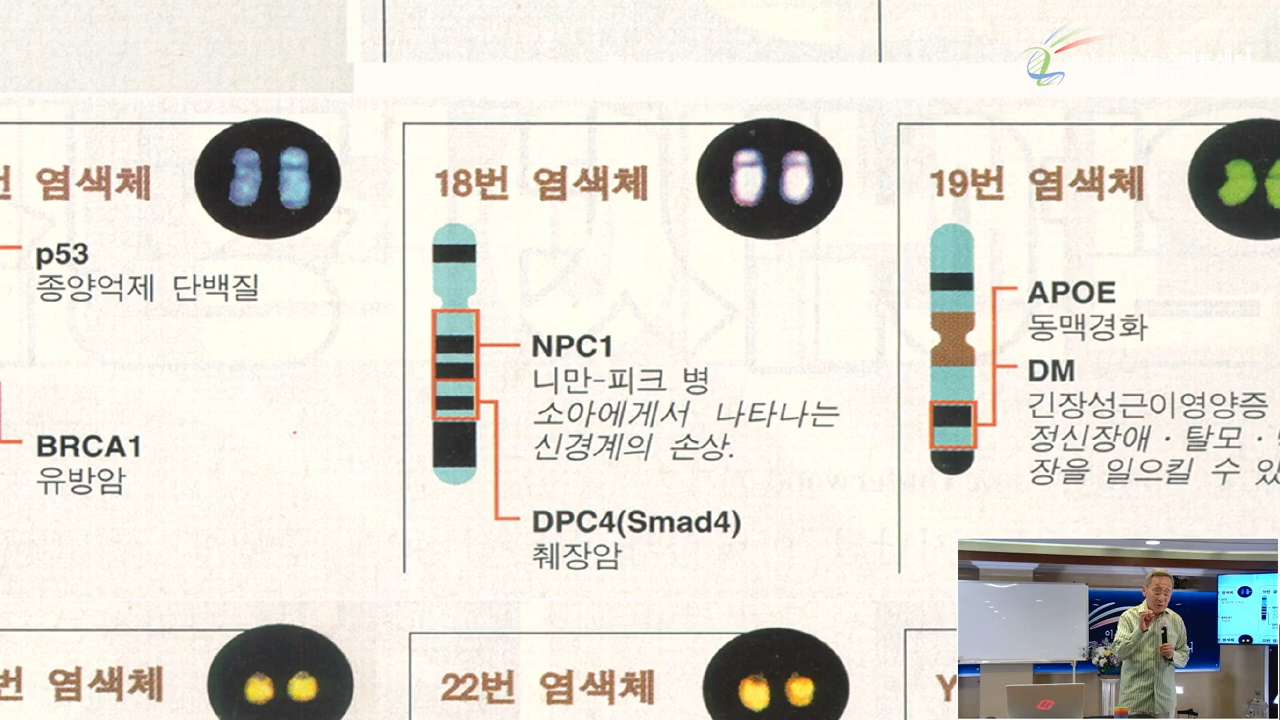 번 염색체
p53
종양억제 단백질
BRCA1
유방암
18번 염색체
NPC1
니만-피크 병
소아에게서 나타나는
신경계의 손상.
DPC4(Smad4)
췌장암
19번 염색체
APOE
동맥경화
DM
긴장성근이영양증
정신장애 · 탈모 ·
장을 일으킬 수 있
번 염색체
22번 염색체
Y